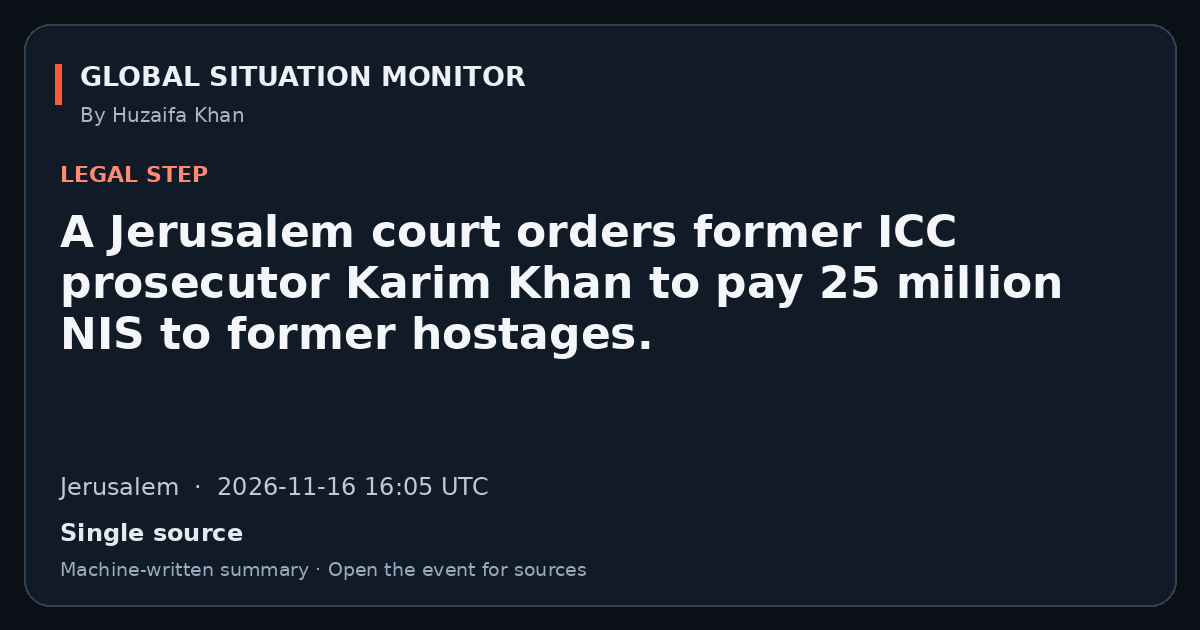 GLOBAL SITUATION MONITOR
By Huzaifa Khan
LEGAL STEP
A Jerusalem court orders former ICC
prosecutor Karim Khan to pay 25 million
NIS to former hostages.
Jerusalem · 2026-11-16 16:05 UTC
Single source
Machine-written summary · Open the event for sources